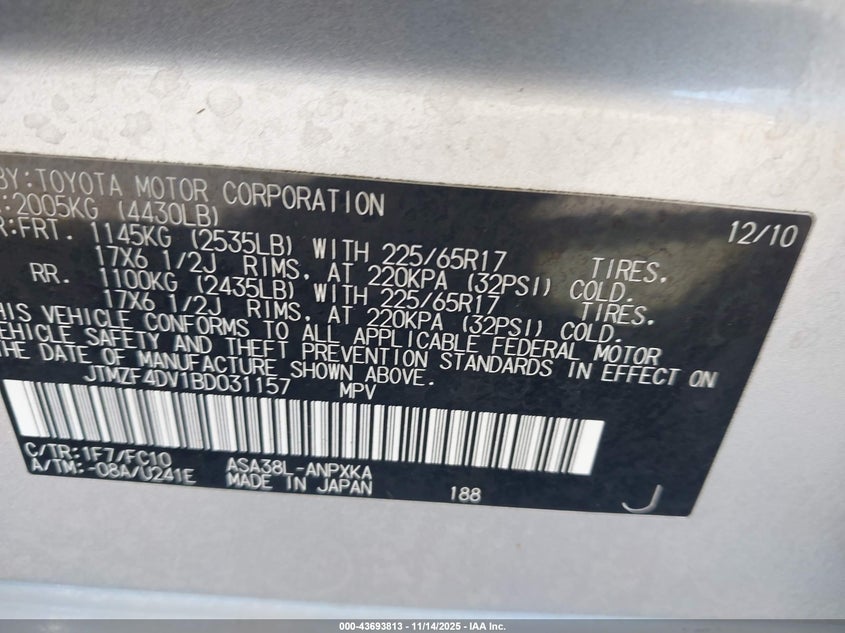 BY:TOYOTA MOTOR CORPORATION 12/10
:2005KG (4430LB)
R:FRT. 1145KG (2535LB) WITH 225/65R17 TIRES,
17X6 1/2J RIMS, AT 220KPA (32PSI) COLD.
RR. 1100KG (2435LB) WITH 225/65R17 TIRES,
17X6 1/2J RIMS, AT 220KPA (32PSI) COLD.
THIS VEHICLE CONFORMS TO ALL APPLICABLE FEDERAL MOTOR
VEHICLE SAFETY AND THEFT PREVENTION STANDARDS IN EFFECT ON
THE DATE OF MANUFACTURE SHOWN ABOVE.
JTMZF4DV1BD031157 MPV
C/TR:1F7/FC10 ASA38L-ANPXKA
A/TM:-08A/U241E MADE IN JAPAN 188 J
000-43693813 - 11/14/2025 - IAA Inc.